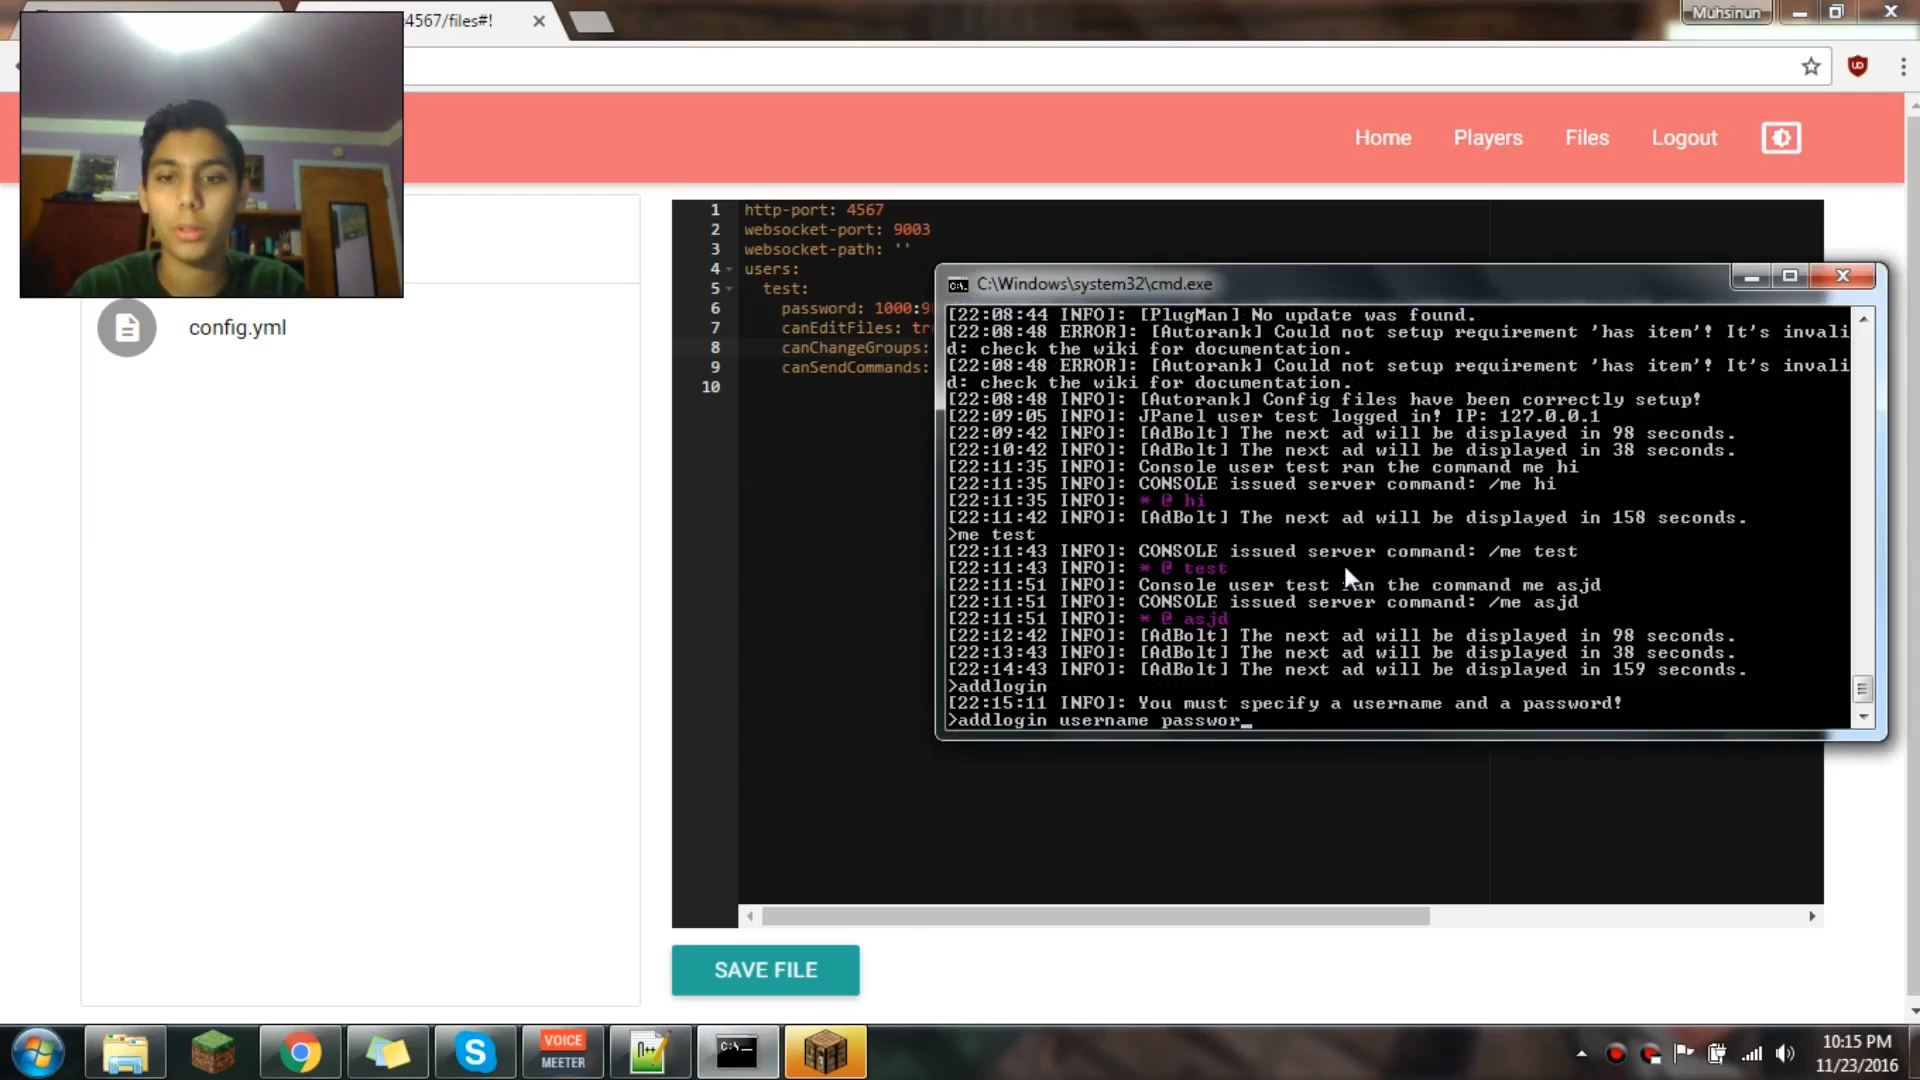 4567/files#!
Muhsinun
Home
Players
Files
Logout
config.yml
1 http-port: 4567
2 websocket-port: 9003
3 websocket-path: ''
4 users:
5 test:
6 password: 1000:9
7 canEditFiles: tr
8 canChangeGroups:
9 canSendCommands:
10
C:\Windows\system32\cmd.exe
[22:08:44 INFO]: [PlugMan] No update was found.
[22:08:48 ERROR]: [Autorank] Could not setup requirement 'has item'! It's invali
d: check the wiki for documentation.
[22:08:48 ERROR]: [Autorank] Could not setup requirement 'has item'! It's invali
d: check the wiki for documentation.
[22:08:48 INFO]: [Autorank] Config files have been correctly setup!
[22:09:05 INFO]: JPanel user test logged in! IP: 127.0.0.1
[22:09:42 INFO]: [AdBolt] The next ad will be displayed in 98 seconds.
[22:10:42 INFO]: [AdBolt] The next ad will be displayed in 38 seconds.
[22:11:35 INFO]: Console user test ran the command me hi
[22:11:35 INFO]: CONSOLE issued server command: /me hi
[22:11:35 INFO]: * @ hi
[22:11:42 INFO]: [AdBolt] The next ad will be displayed in 158 seconds.
>me test
[22:11:43 INFO]: CONSOLE issued server command: /me test
[22:11:43 INFO]: * @ test
[22:11:51 INFO]: Console user test ran the command me asjd
[22:11:51 INFO]: CONSOLE issued server command: /me asjd
[22:11:51 INFO]: * @ asjd
[22:12:42 INFO]: [AdBolt] The next ad will be displayed in 98 seconds.
[22:13:43 INFO]: [AdBolt] The next ad will be displayed in 38 seconds.
[22:14:43 INFO]: [AdBolt] The next ad will be displayed in 159 seconds.
>addlogin
[22:15:11 INFO]: You must specify a username and a password!
>addlogin username passwor_
SAVE FILE
VOICE
MEETER
10:15 PM
11/23/2016